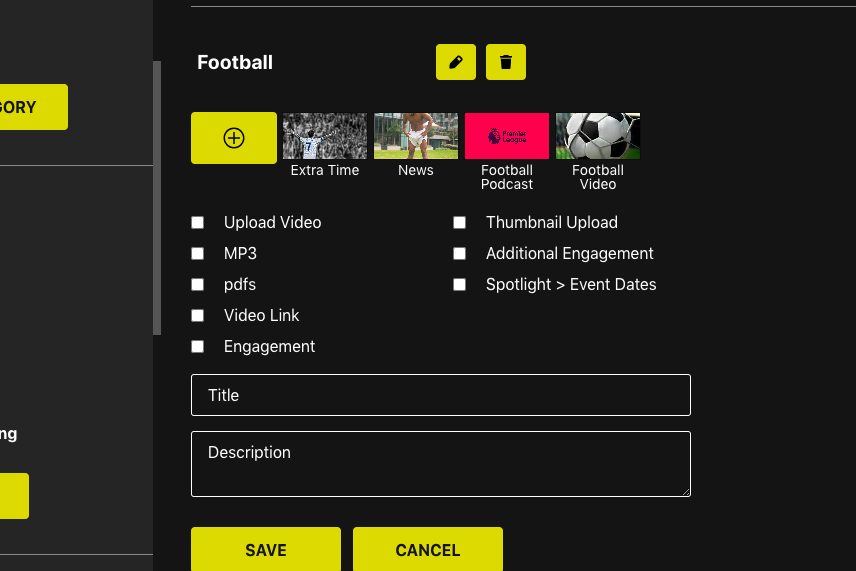 GORY
Football
7
Premier
League
Extra Time
News
Football
Podcast
Football
Video
Upload Video
Thumbnail Upload
MP3
Additional Engagement
pdfs
Spotlight > Event Dates
Video Link
Engagement
Title
ng
Description
SAVE
CANCEL